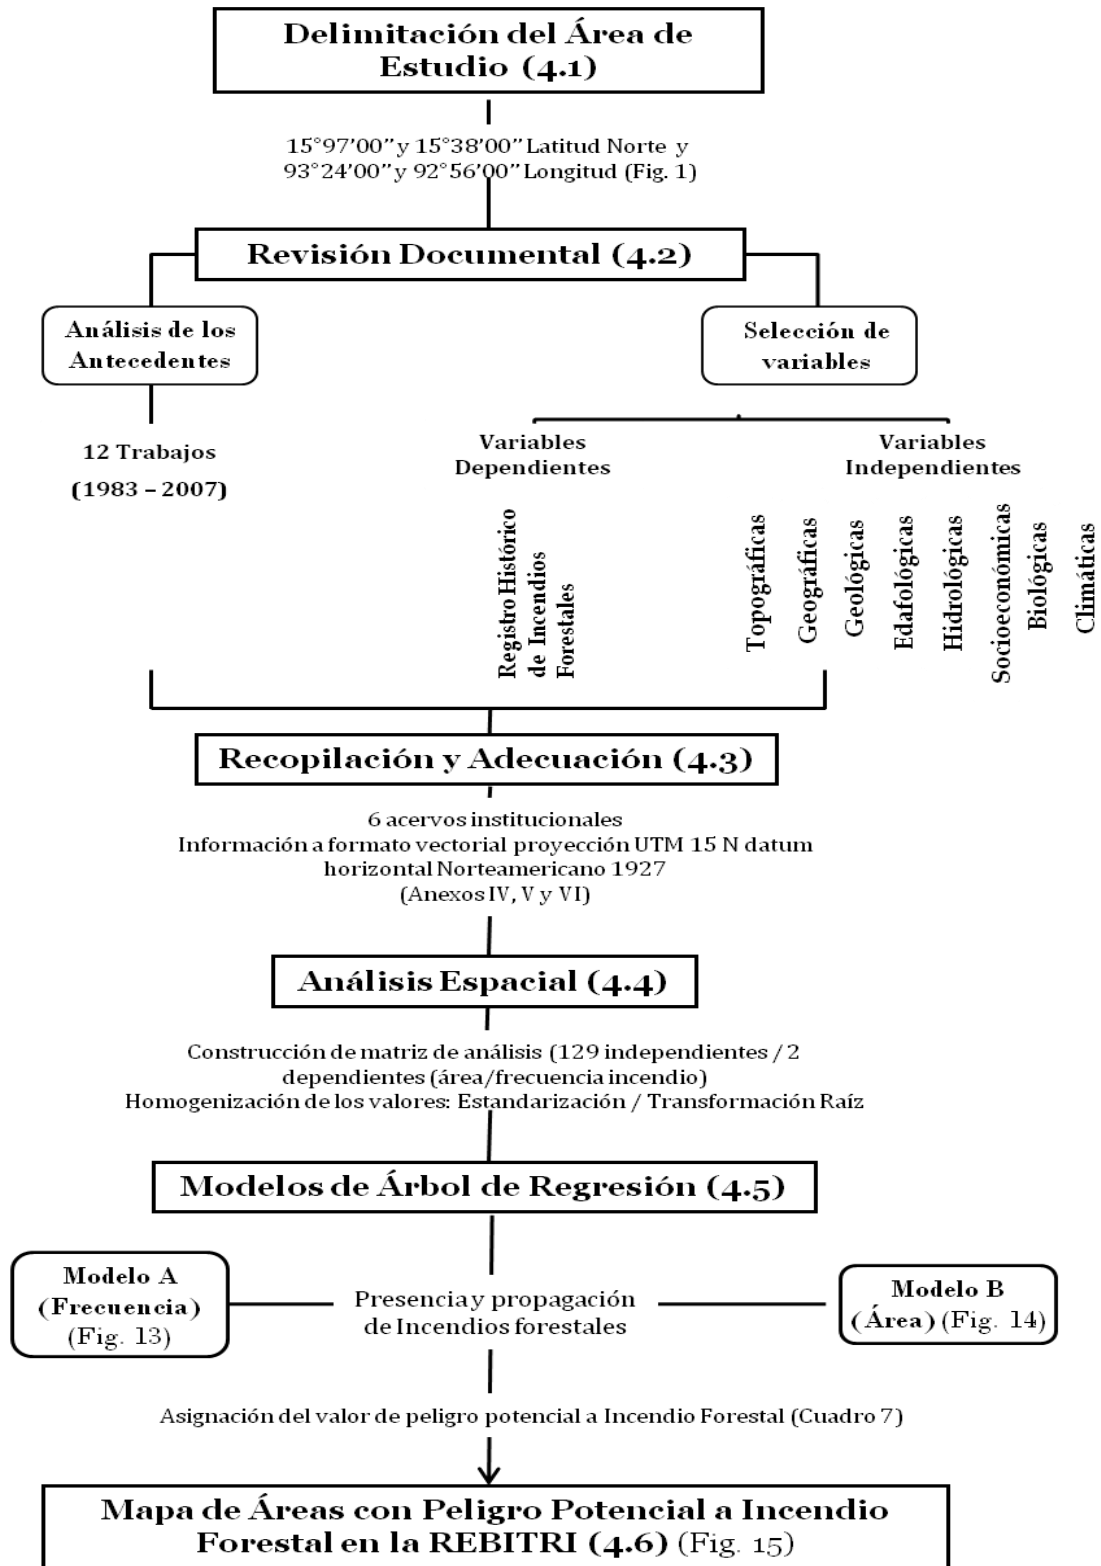 Delimitación del Área de
Estudio (4.1)
15°97’00” y 15°38’00” Latitud Norte y
93°24’00” y 92°56’00” Longitud (Fig. 1)
Revisión Documental (4.2)
Análisis de los
Antecedentes
Selección de
variables
12 Trabajos
(1983 – 2007)
Variables
Dependientes
Variables
Independientes
Registro Histórico
de Incendios
Forestales
Topográficas
Geográficas
Geológicas
Edafológicas
Hidrológicas
Socioeconómicas
Biológicas
Climáticas
Recopilación y Adecuación (4.3)
6 acervos institucionales
Información a formato vectorial proyección UTM 15 N datum
horizontal Norteamericano 1927
(Anexos IV, V y VI)
Análisis Espacial (4.4)
Construcción de matriz de análisis (129 independientes / 2
dependientes (área/frecuencia incendio)
Homogenización de los valores: Estandarización / Transformación Raíz
Modelos de Árbol de Regresión (4.5)
Modelo A
(Frecuencia)
(Fig. 13)
Presencia y propagación
de Incendios forestales
Modelo B
(Área) (Fig. 14)
Asignación del valor de peligro potencial a Incendio Forestal (Cuadro 7)
Mapa de Áreas con Peligro Potencial a Incendio
Forestal en la REBITRI (4.6) (Fig. 15)